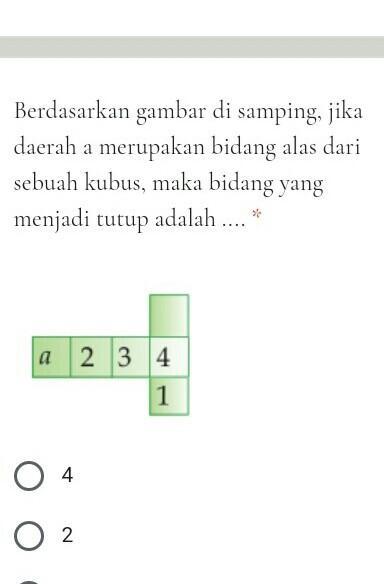 Berdasarkan gambar di samping, jika
daerah a merupakan bidang alas dari
sebuah kubus, maka bidang yang
menjadi tutup adalah .... *
a 2 3 4
1
4
2